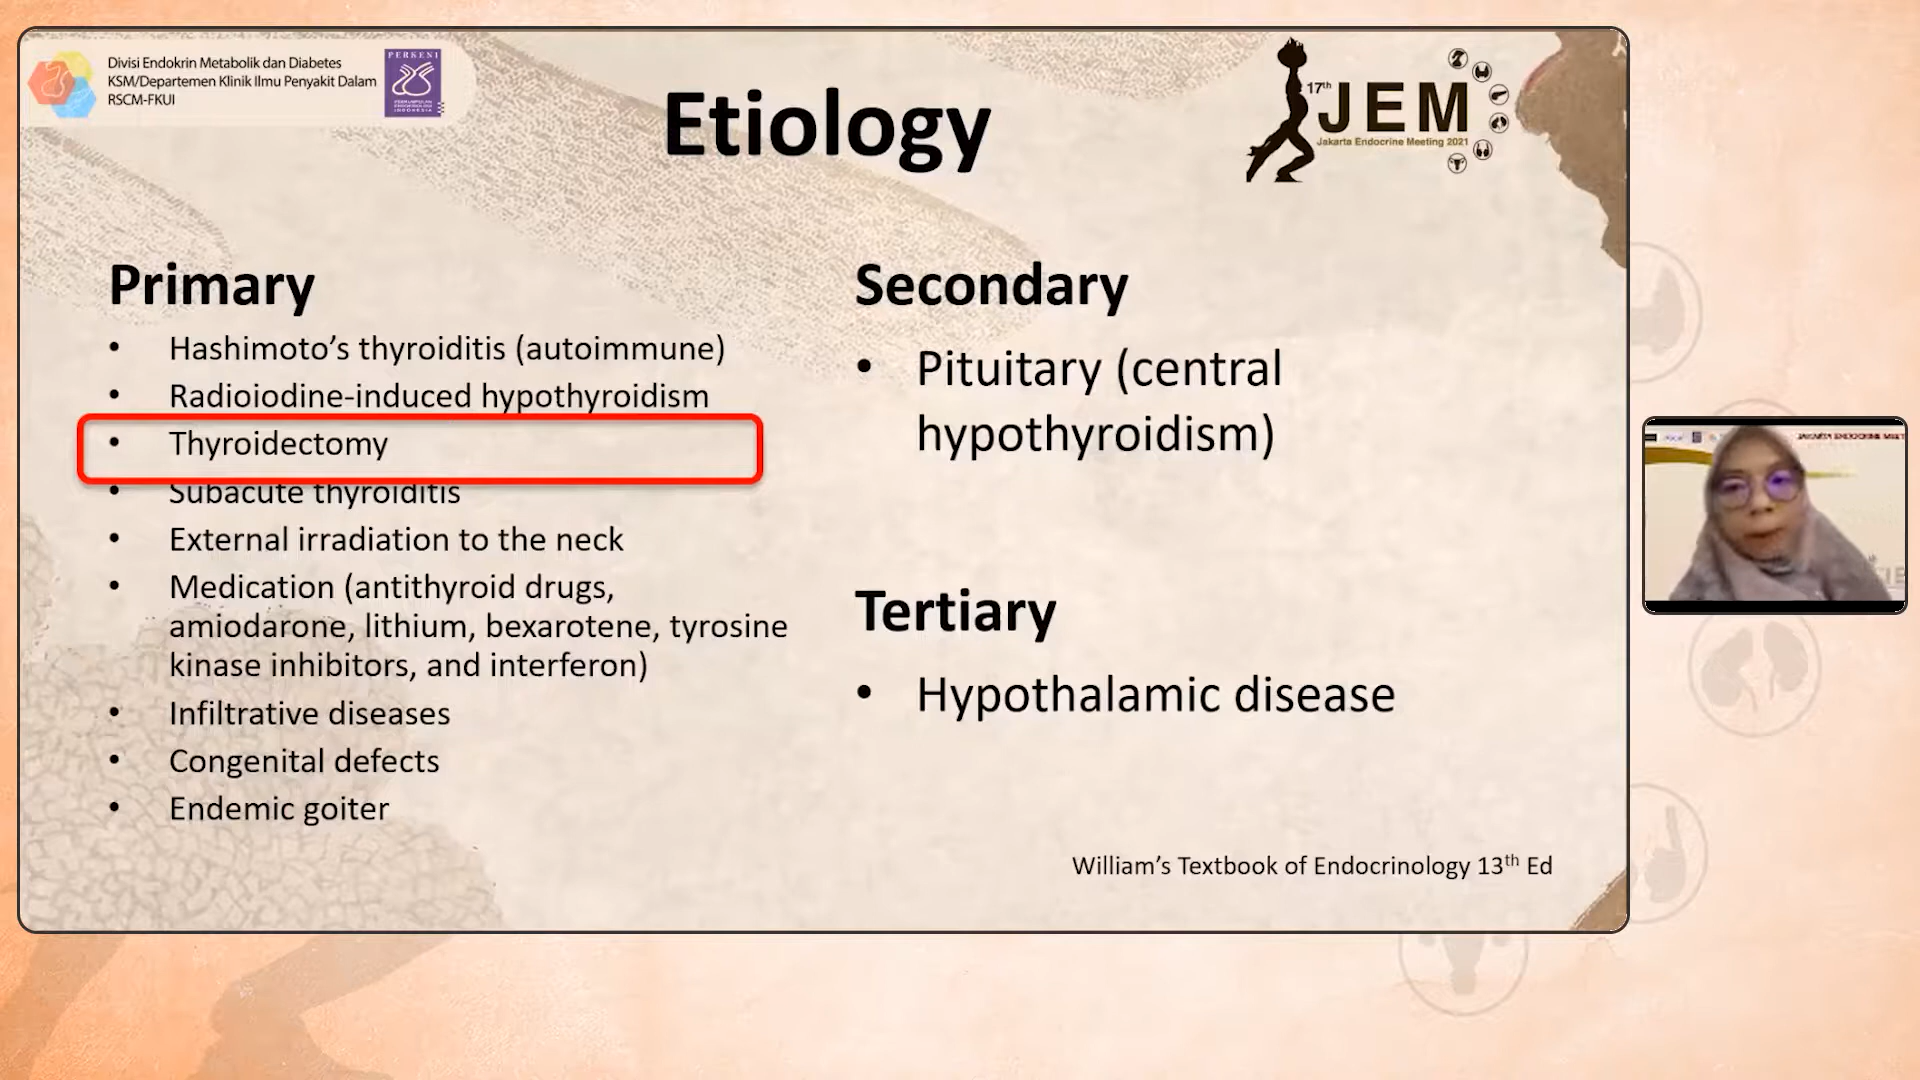 Divisi Endokrin Metabolik dan Diabetes
KSM/Departemen Klinik Ilmu Penyakit Dalam
RSCM-FKUI
PERKENI
Etiology
17th JEM
Jakarta Endocrine Meeting 2021
Primary
• Hashimoto’s thyroiditis (autoimmune)
• Radioiodine-induced hypothyroidism
• Thyroidectomy
• Subacute thyroiditis
• External irradiation to the neck
• Medication (antithyroid drugs,
amiodarone, lithium, bexarotene, tyrosine
kinase inhibitors, and interferon)
• Infiltrative diseases
• Congenital defects
• Endemic goiter
Secondary
• Pituitary (central
hypothyroidism)
Tertiary
• Hypothalamic disease
William’s Textbook of Endocrinology 13th Ed
JAKARTA ENDOCRINE MEET